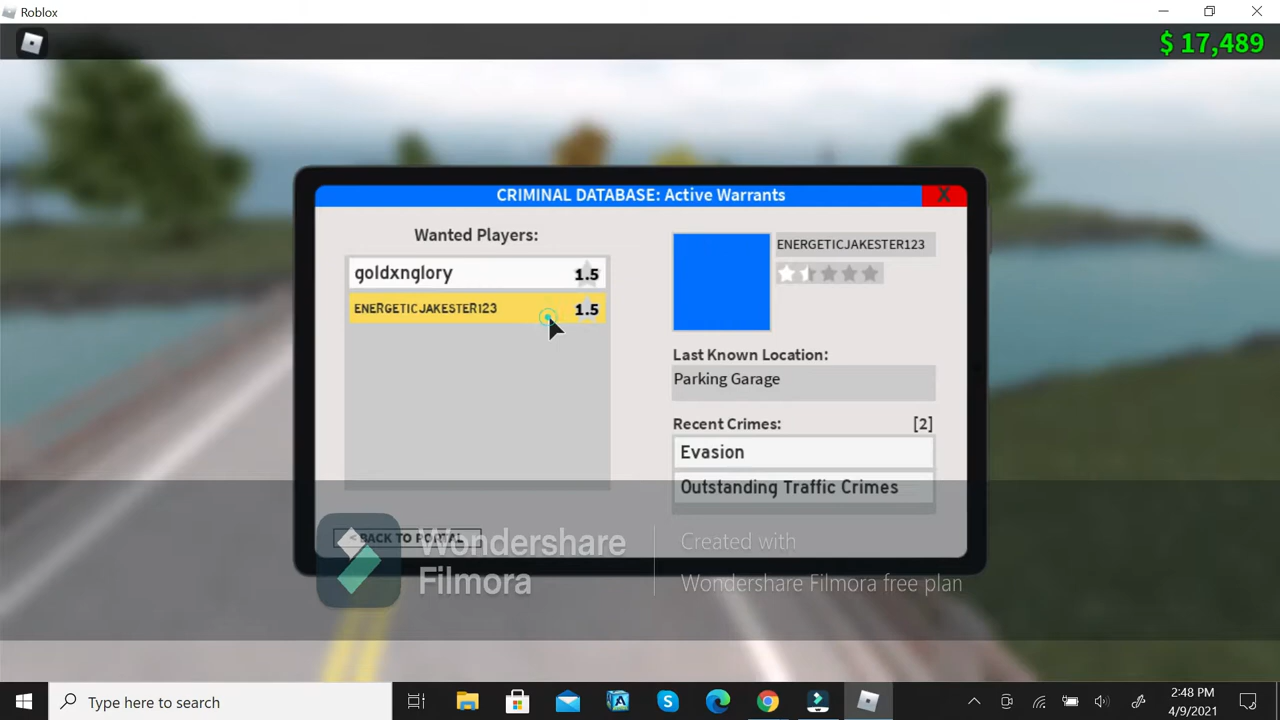 Roblox
$ 17,489
CRIMINAL DATABASE: Active Warrants
X
Wanted Players:
goldxnglory 1.5
ENERGETICJAKESTER123 1.5
ENERGETICJAKESTER123
Last Known Location:
Parking Garage
Recent Crimes: [2]
Evasion
Outstanding Traffic Crimes
< BACK TO PORTAL
Wondershare
Filmora
Created with
Wondershare Filmora free plan
Type here to search
2:48 PM
4/9/2021